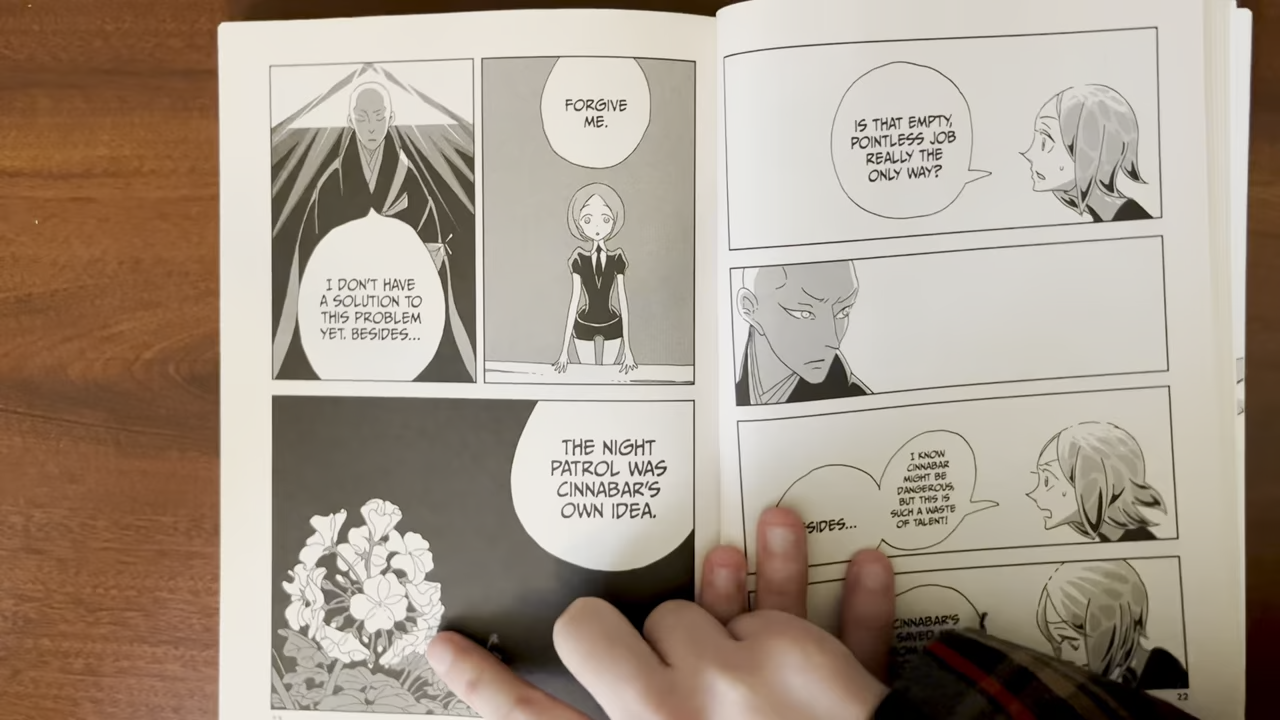 IS THAT EMPTY,
POINTLESS JOB
REALLY THE
ONLY WAY?
I KNOW
CINNABAR
MIGHT BE
DANGEROUS,
BUT THIS IS
SUCH A WASTE
OF TALENT!
SIDES...
CINNABAR'S
SAVED
22
FORGIVE
ME.
I DON'T HAVE
A SOLUTION TO
THIS PROBLEM
YET. BESIDES...
THE NIGHT
PATROL WAS
CINNABAR'S
OWN IDEA.